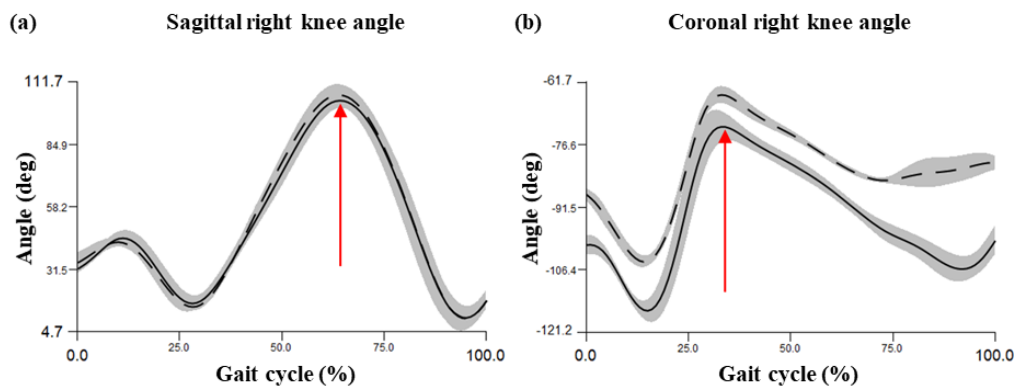 (a) Sagittal right knee angle
111.7
84.9
58.2
31.5
4.7
Angle (deg)
0.0 25.0 50.0 75.0 100.0
Gait cycle (%)
(b) Coronal right knee angle
-61.7
-76.6
-91.5
-106.4
-121.2
Angle (deg)
0.0 25.0 50.0 75.0 100.0
Gait cycle (%)